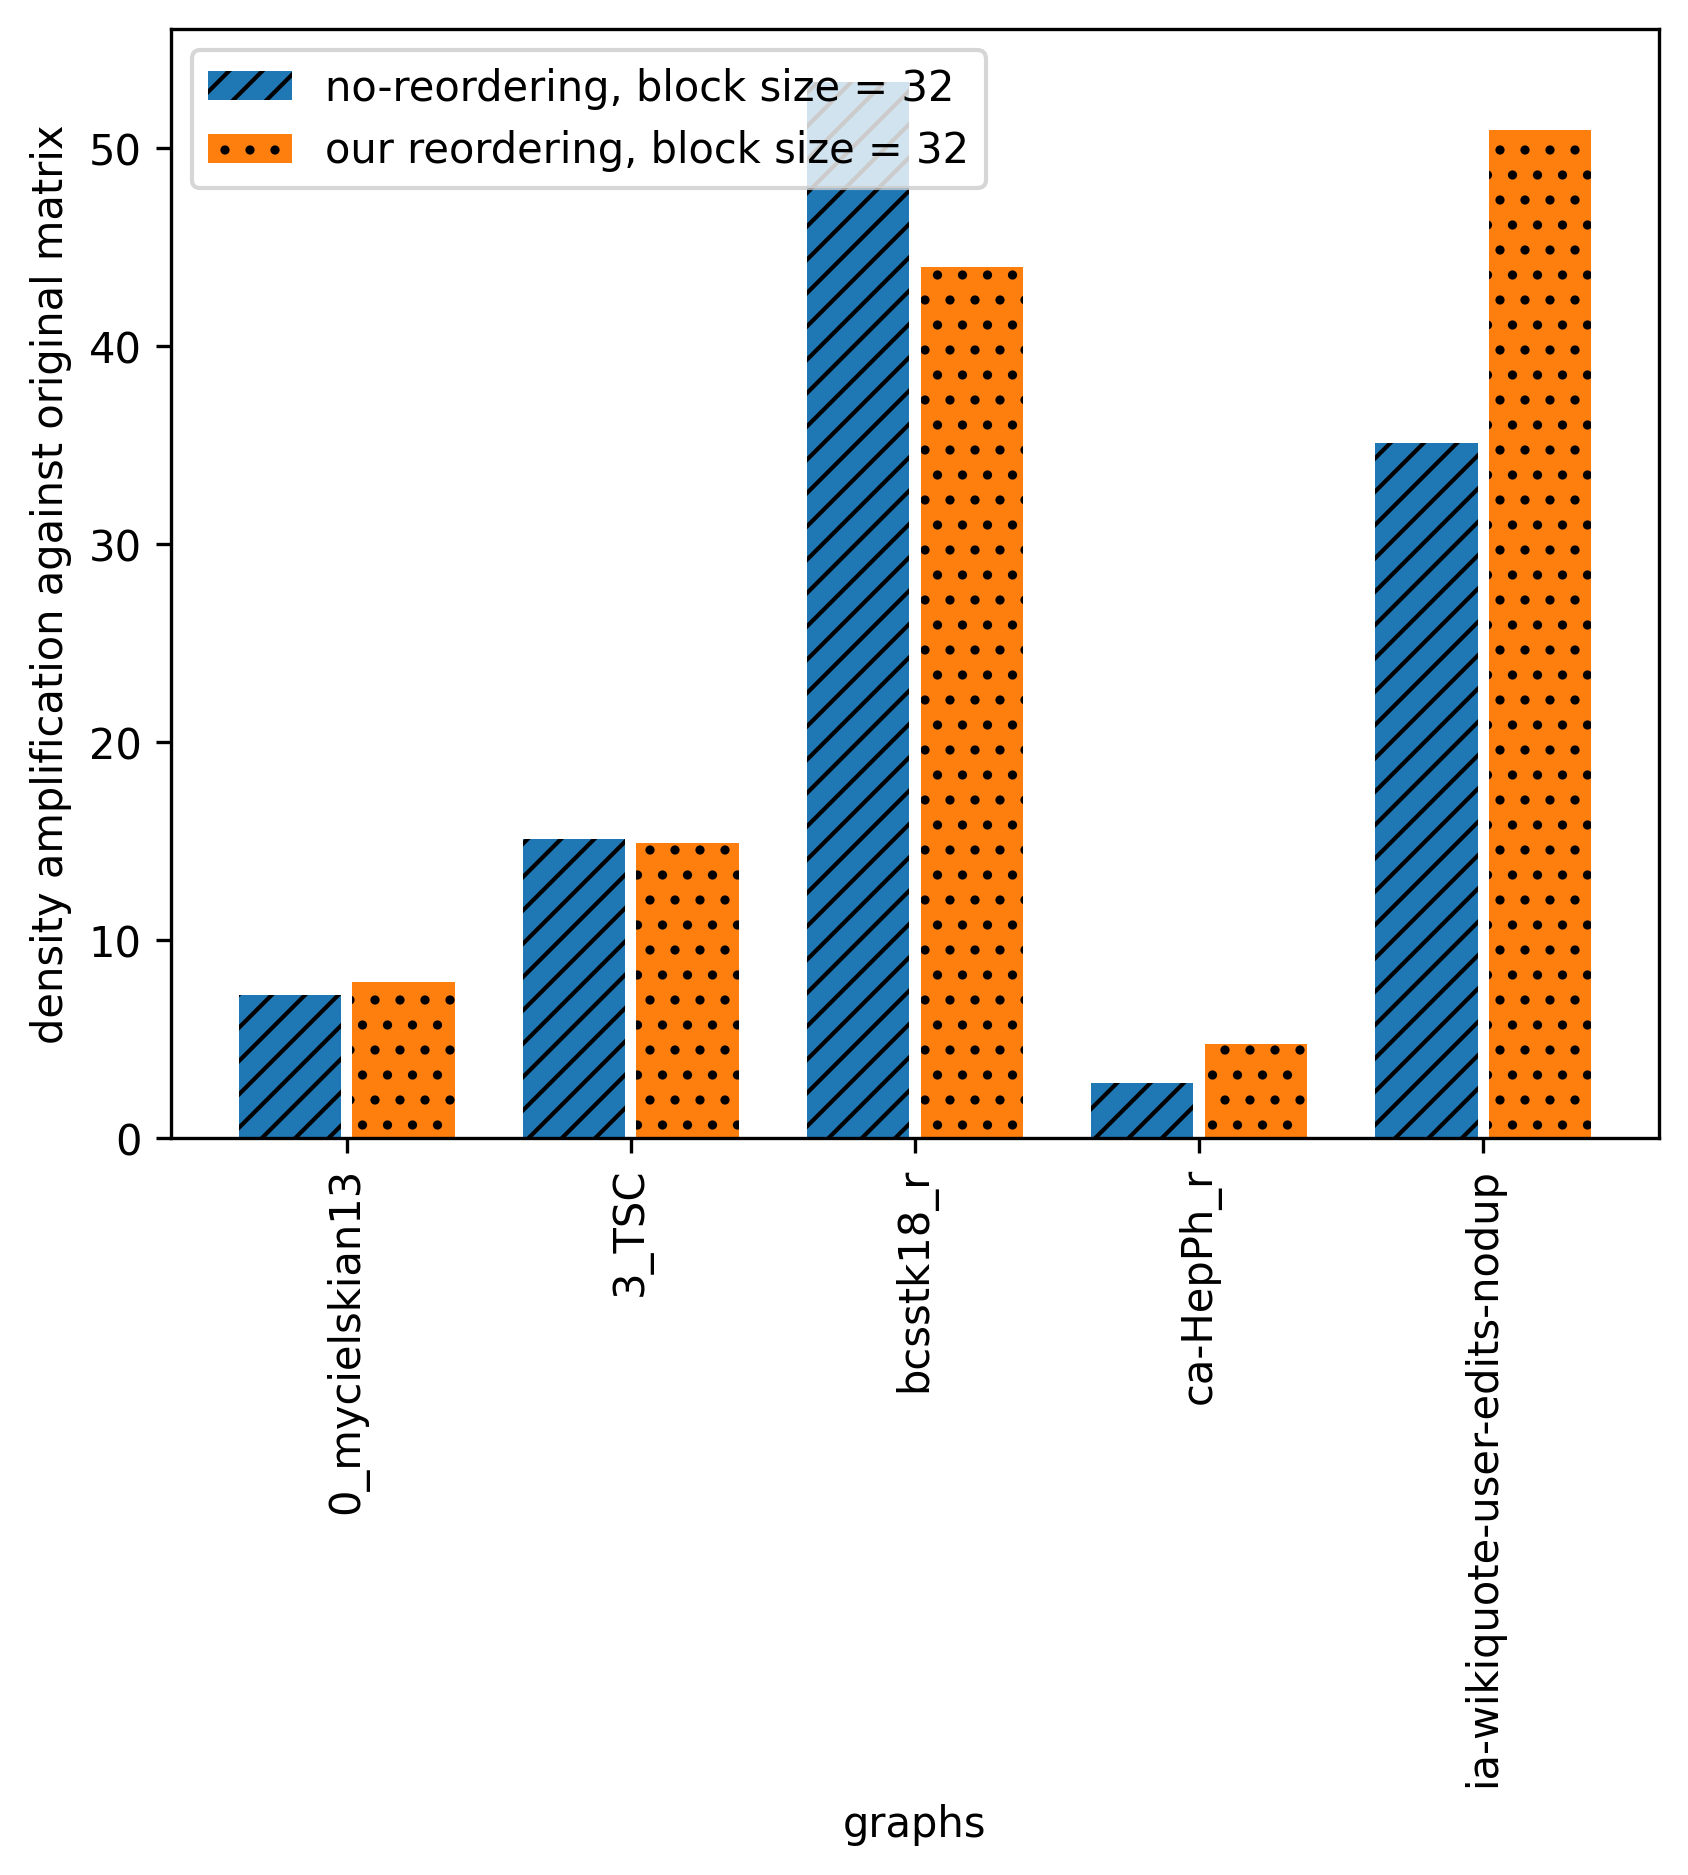 no-reordering, block size = 32
our reordering, block size = 32
density amplification against original matrix
50
40
30
20
10
0
0_mycielskian13
3_TSC
bcsstk18_r
ca-HepPh_r
ia-wikiquote-user-edits-nodup
graphs